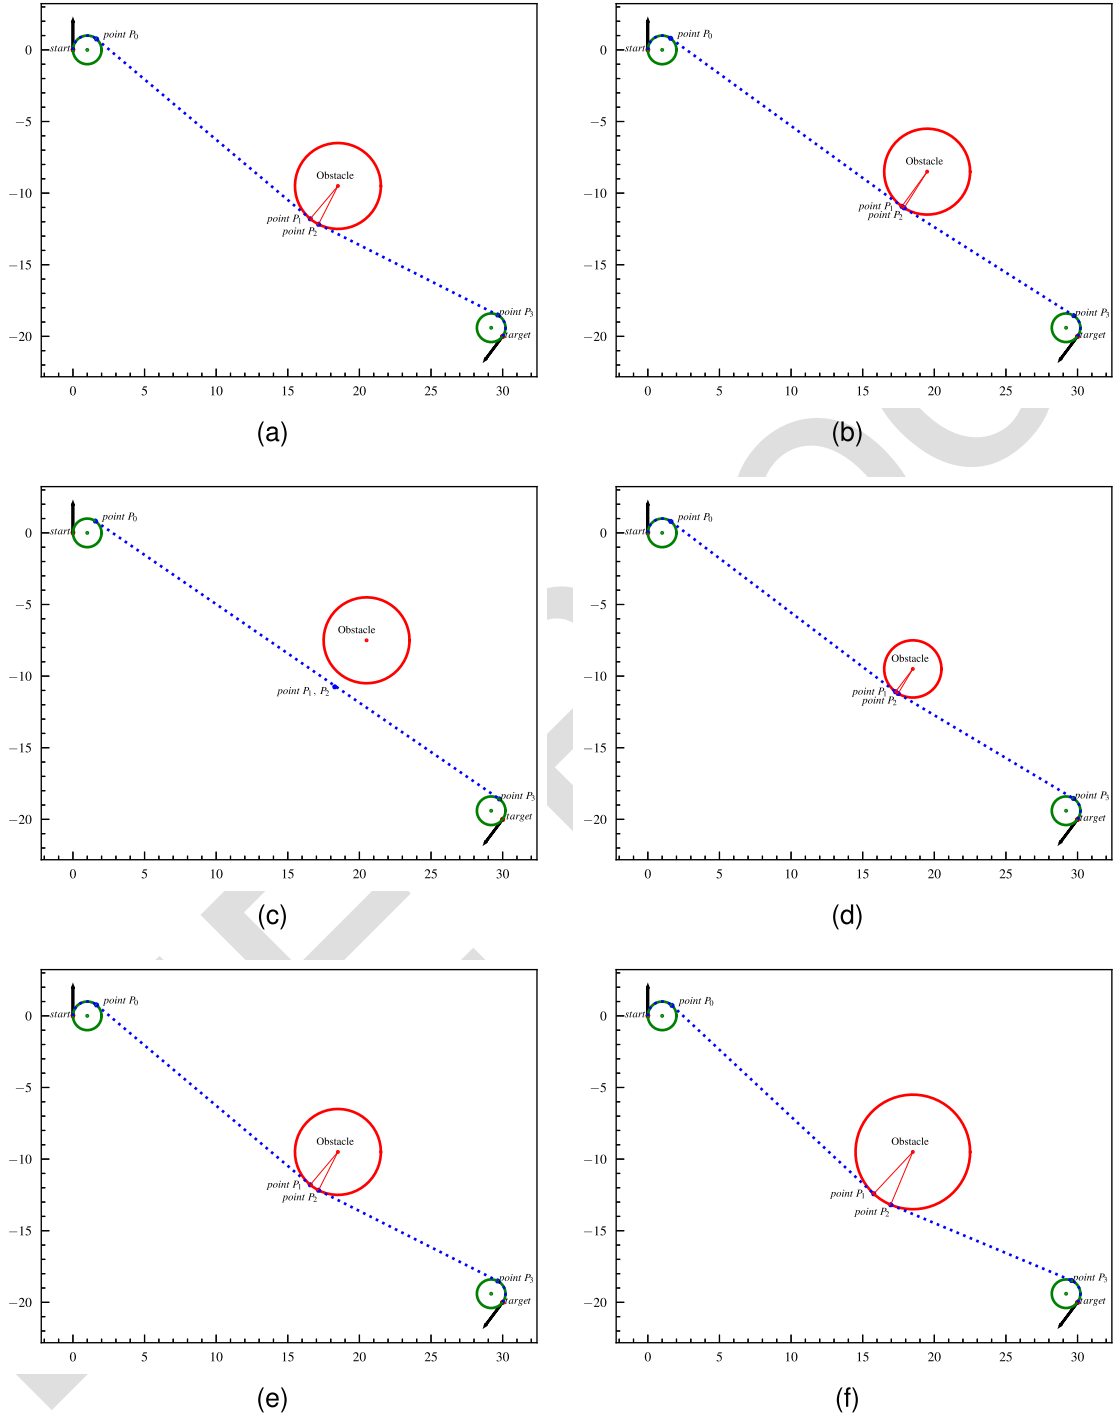 0
−5
−10
−15
−20
0 5 10 15 20 25 30
start
point P0
Obstacle
point P1
point P2
point P3
target
(a)
0
−5
−10
−15
−20
0 5 10 15 20 25 30
start
point P0
Obstacle
point P1
point P2
point P3
target
(b)
0
−5
−10
−15
−20
0 5 10 15 20 25 30
start
point P0
Obstacle
point P1 , P2
point P3
target
(c)
0
−5
−10
−15
−20
0 5 10 15 20 25 30
start
point P0
Obstacle
point P1
point P2
point P3
target
(d)
0
−5
−10
−15
−20
0 5 10 15 20 25 30
start
point P0
Obstacle
point P1
point P2
point P3
target
(e)
0
−5
−10
−15
−20
0 5 10 15 20 25 30
start
point P0
Obstacle
point P1
point P2
point P3
target
(f)